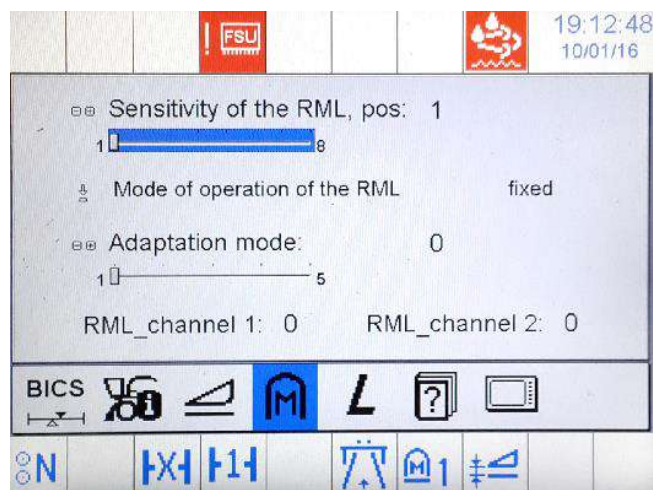 ! FSU
19:12:48
10/01/16
Sensitivity of the RML, pos: 1
1 8
Mode of operation of the RML fixed
Adaptation mode: 0
1 5
RML_channel 1: 0 RML_channel 2: 0
BICS i M L ?
N X 1 M 1